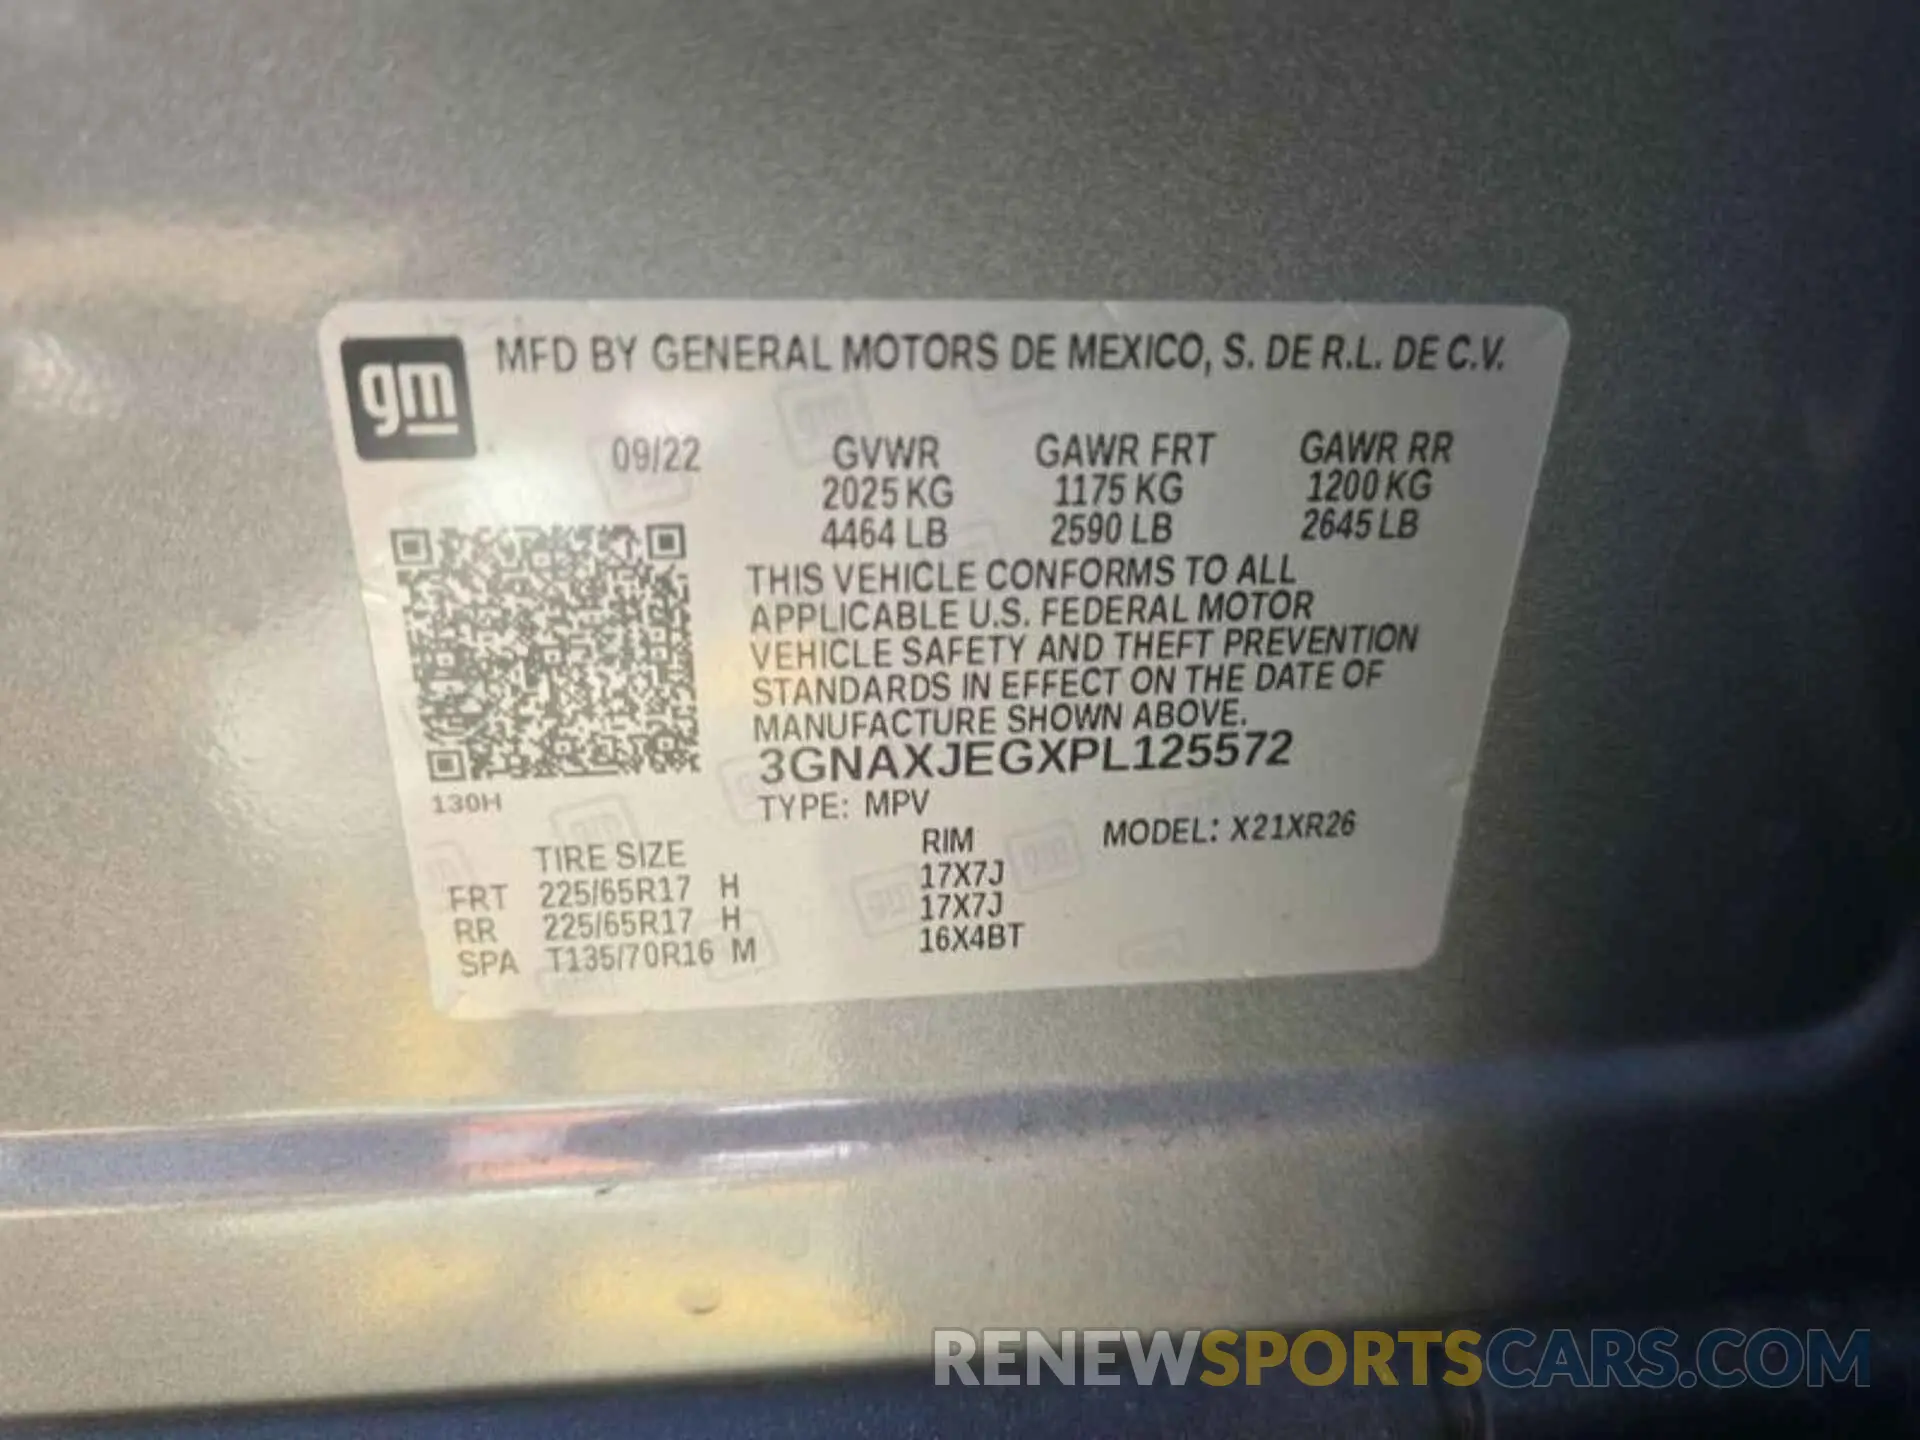 gm
MFD BY GENERAL MOTORS DE MEXICO, S. DE R.L. DE C.V.
09/22 GVWR GAWR FRT GAWR RR
2025 KG 1175 KG 1200 KG
4464 LB 2590 LB 2645 LB
THIS VEHICLE CONFORMS TO ALL
APPLICABLE U.S. FEDERAL MOTOR
VEHICLE SAFETY AND THEFT PREVENTION
STANDARDS IN EFFECT ON THE DATE OF
MANUFACTURE SHOWN ABOVE.
3GNAXJEGXPL125572
130H
TYPE: MPV
MODEL: X21XR26
TIRE SIZE RIM
FRT 225/65R17 H 17X7J
RR 225/65R17 H 17X7J
SPA T135/70R16 M 16X4BT
RENEWSPORTSCARS.COM